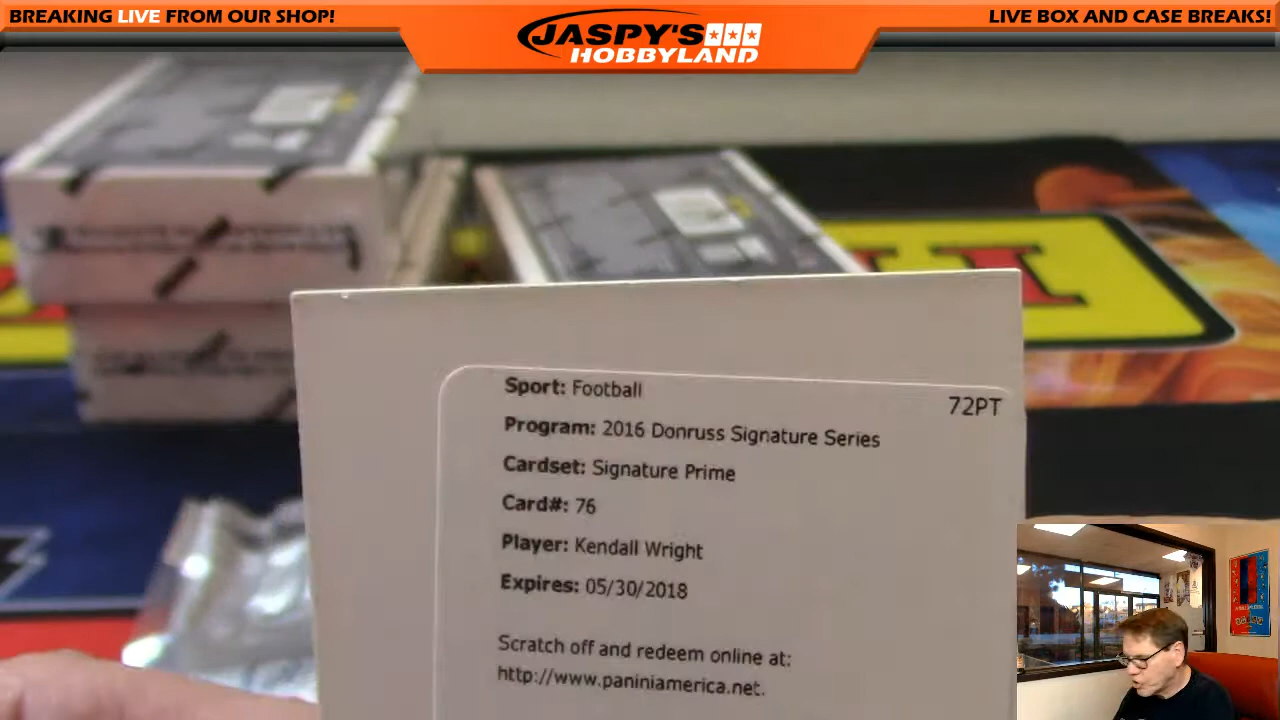 BREAKING LIVE FROM OUR SHOP!
JASPY'S
HOBBYLAND
LIVE BOX AND CASE BREAKS!
Sport: Football
72PT
Program: 2016 Donruss Signature Series
Cardset: Signature Prime
Card#: 76
Player: Kendall Wright
Expires: 05/30/2018
Scratch off and redeem online at:
http://www.paniniamerica.net.